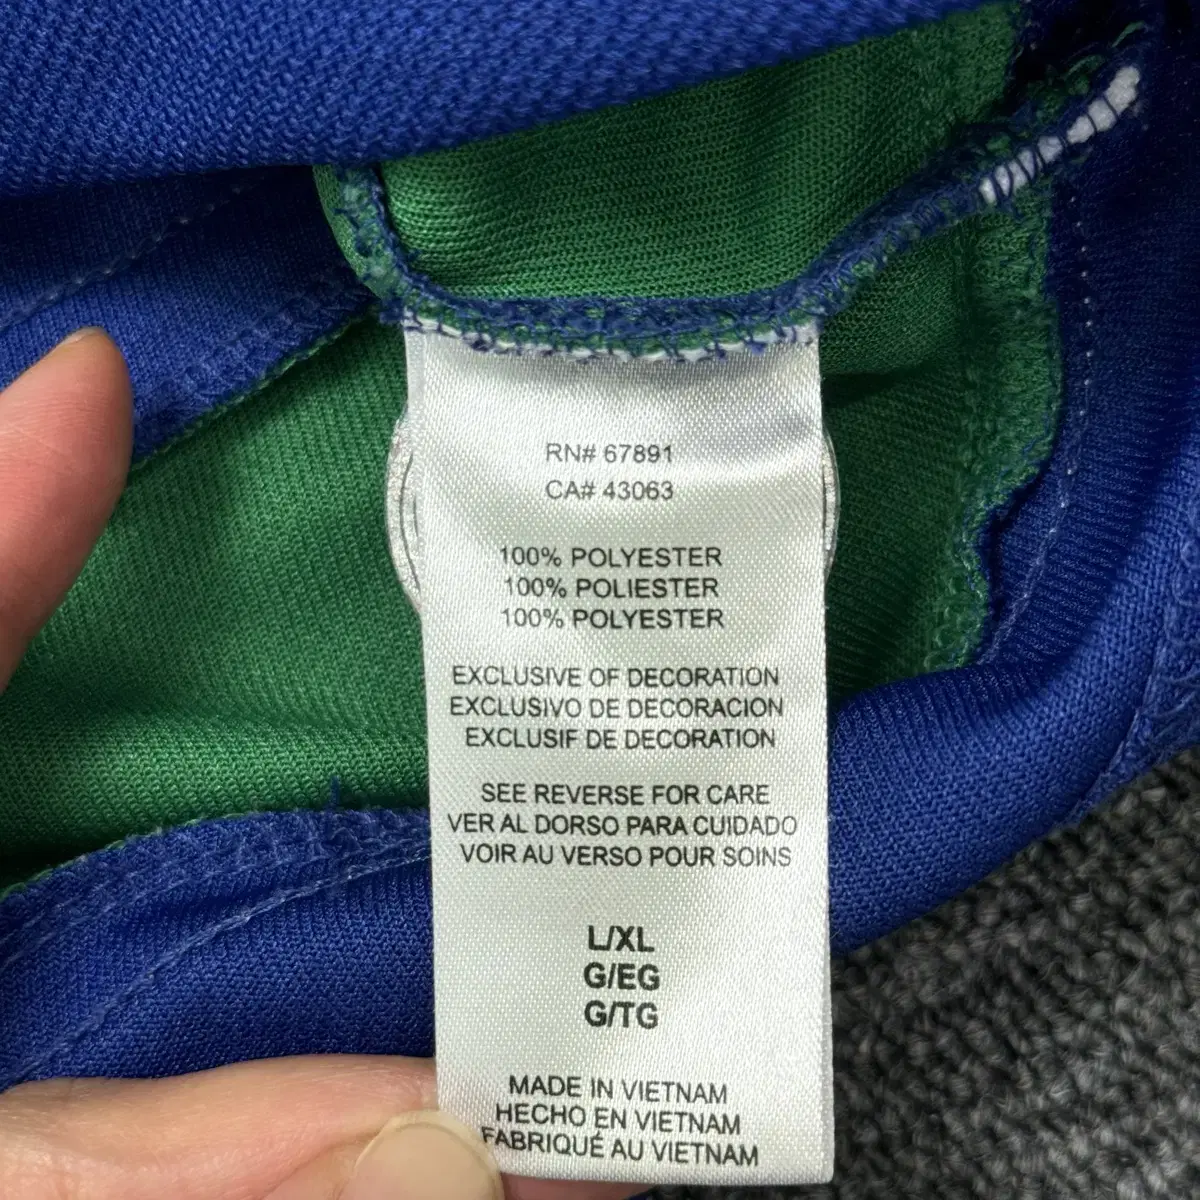 RN# 67891
CA# 43063
100% POLYESTER
100% POLIESTER
100% POLYESTER
EXCLUSIVE OF DECORATION
EXCLUSIVO DE DECORACION
EXCLUSIF DE DECORATION
SEE REVERSE FOR CARE
VER AL DORSO PARA CUIDADO
VOIR AU VERSO POUR SOINS
L/XL
G/EG
G/TG
MADE IN VIETNAM
HECHO EN VIETNAM
FABRIQUÉ AU VIETNAM